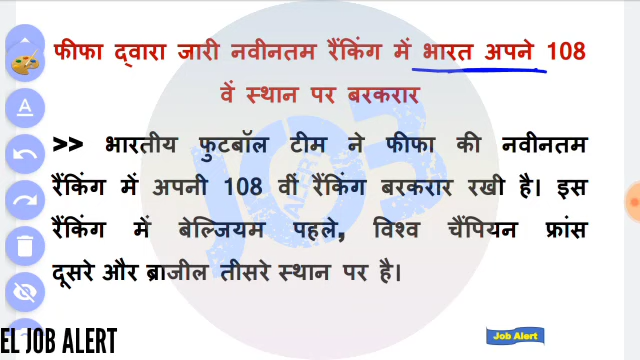 फीफा द्वारा जारी नवीनतम रैंकिंग में भारत अपने 108
वें स्थान पर बरकरार
>> भारतीय फुटबॉल टीम ने फीफा की नवीनतम
रैंकिंग में अपनी 108 वीं रैंकिंग बरकरार रखी है। इस
रैंकिंग में बेल्जियम पहले, विश्व चैंपियन फ्रांस
दूसरे और ब्राजील तीसरे स्थान पर है।
EL JOB ALERT
Job Alert